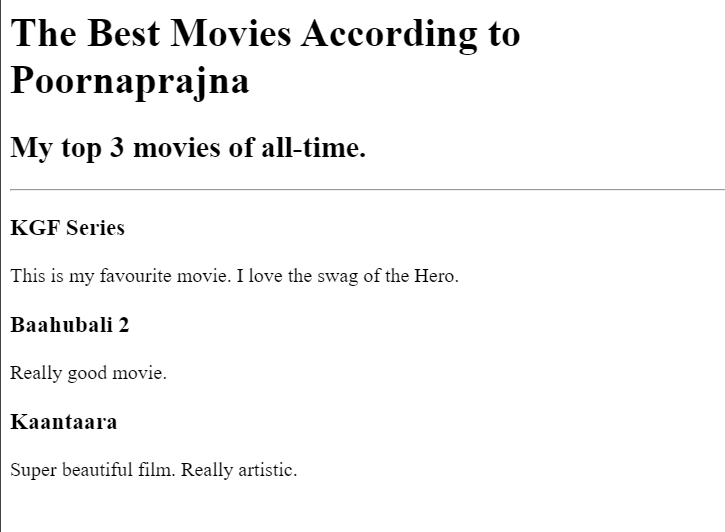 The Best Movies According to
Poornaprajna
My top 3 movies of all-time.
KGF Series
This is my favourite movie. I love the swag of the Hero.
Baahubali 2
Really good movie.
Kaantaara
Super beautiful film. Really artistic.